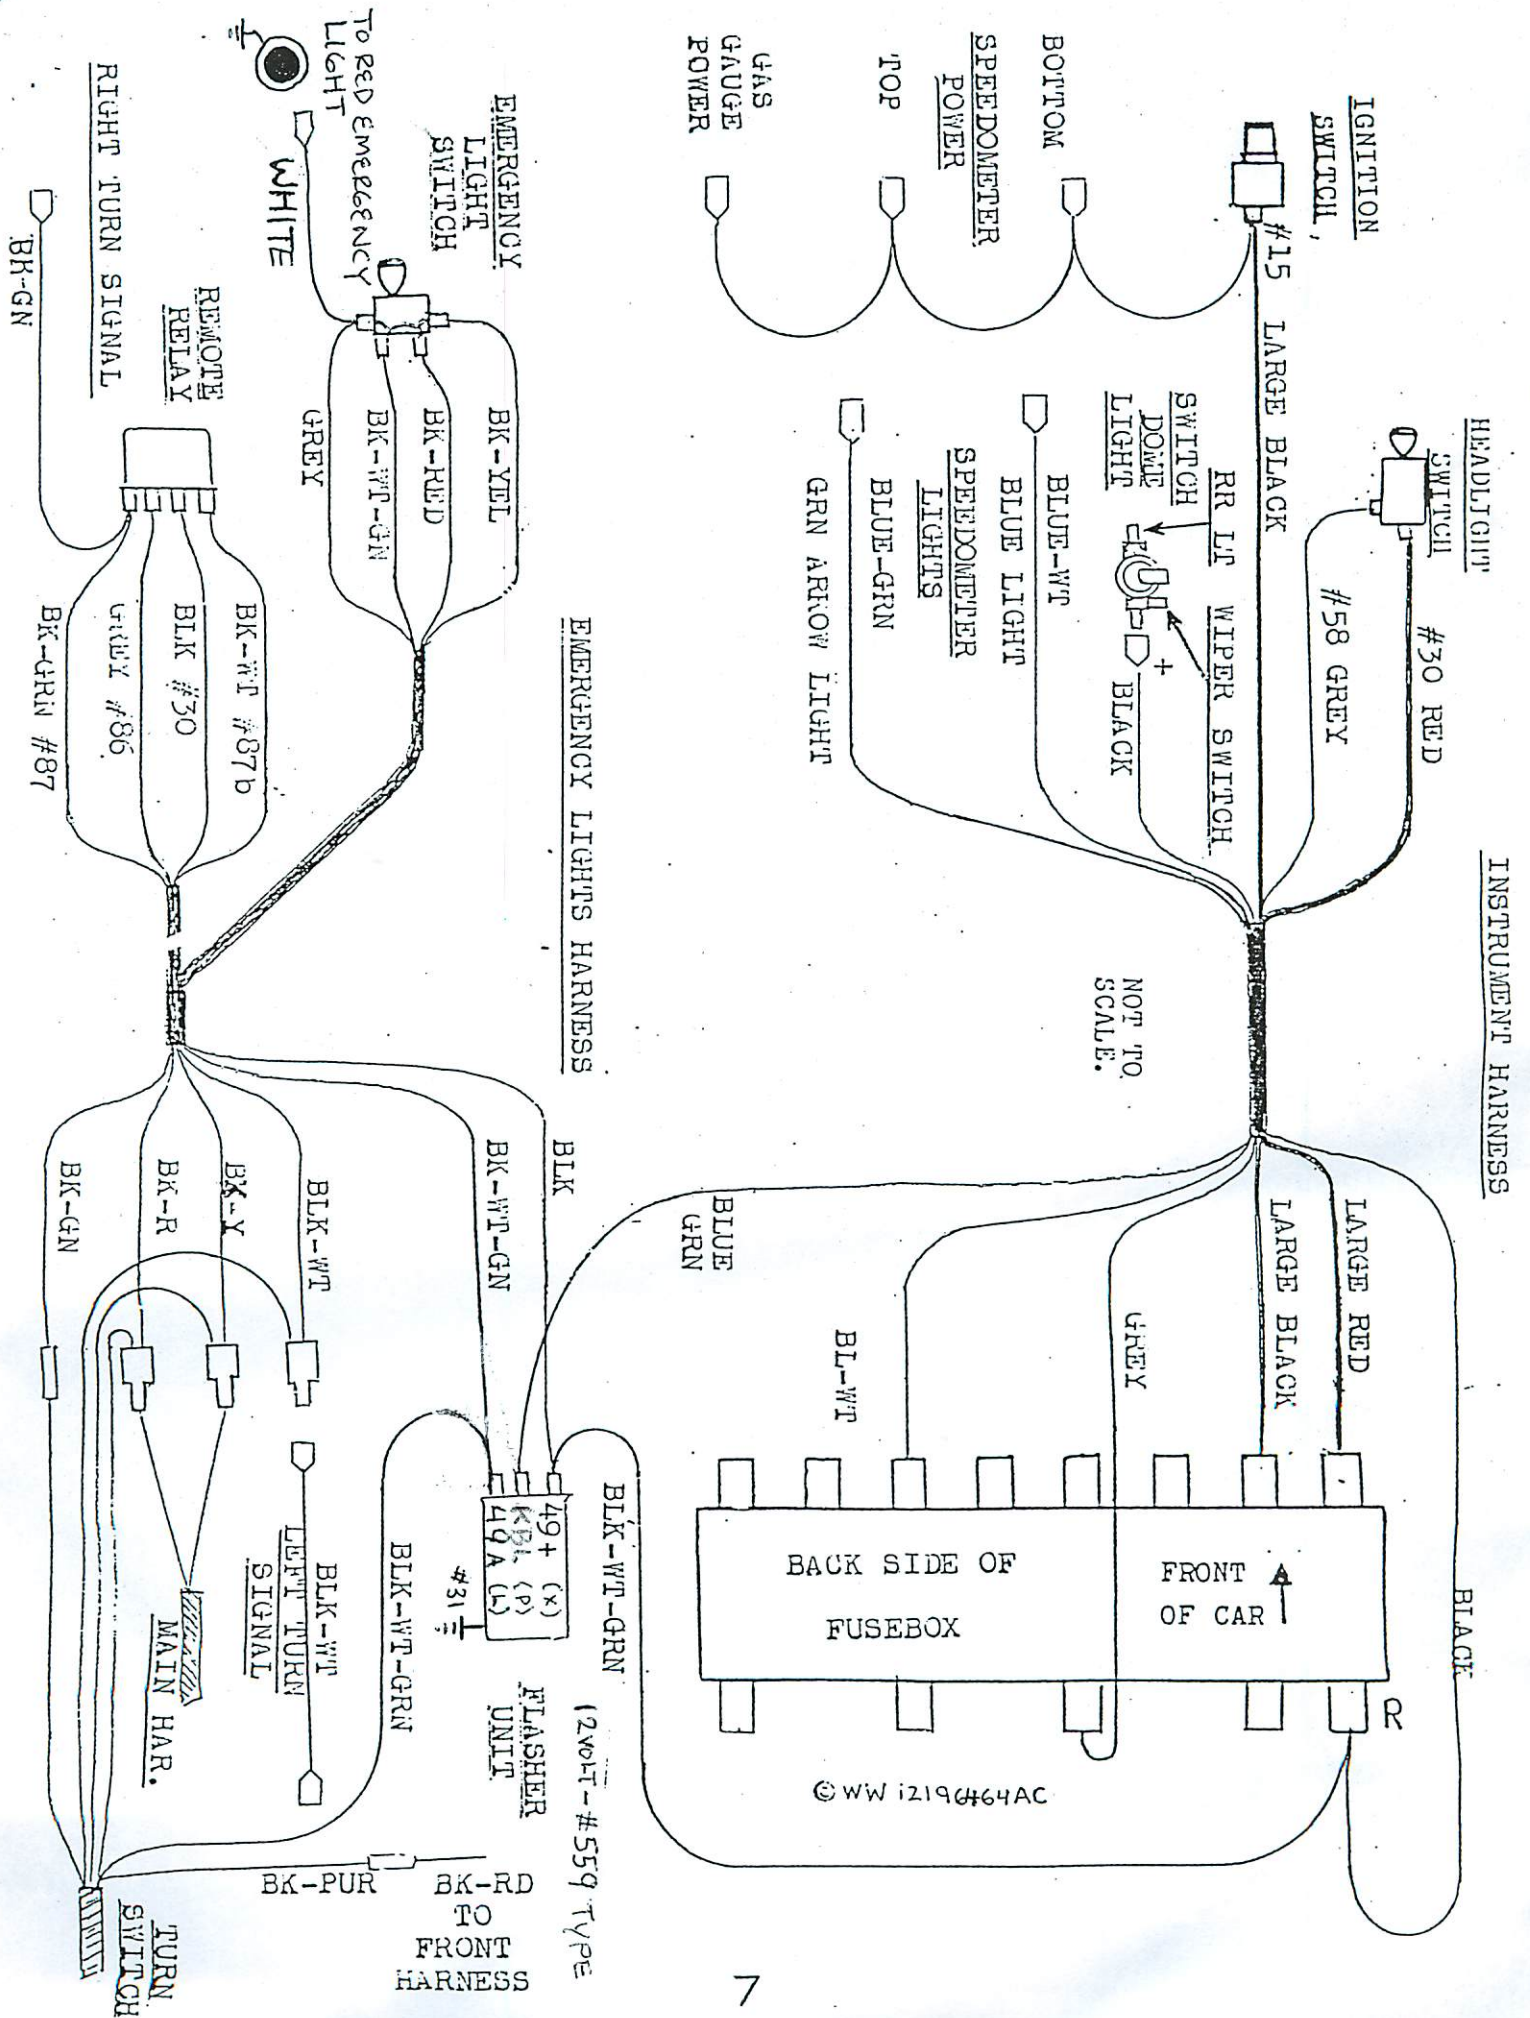 INSTRUMENT HARNESS
HEADLIGHT
SWITCH
IGNITION
SWITCH,
#15
LARGE BLACK
#30 RED
#58 GREY
BOTTOM
SPEEDOMETER
POWER
TOP
GAS
GAUGE
POWER
RR LT WIPER SWITCH
SWITCH
DOME
LIGHT
+
BLACK
BLUE-WT
BLUE LIGHT
SPEEDOMETER
LIGHTS
BLUE-GRN
GRN ARROW LIGHT
NOT TO
SCALE.
BLACK
LARGE RED
LARGE BLACK
GREY
BL-WT
BLUE
GRN
BACK SIDE OF
FUSEBOX
FRONT
OF CAR
R
©WW i2196464AC
EMERGENCY LIGHTS HARNESS
EMERGENCY
LIGHT
SWITCH
TO RED EMERGENCY
LIGHT
WHITE
BK-YEL
BK-RED
BK-WT-GN
GREY
REMOTE
RELAY
RIGHT TURN SIGNAL
BK-GN
BK-WT #87b
BLK #30
GREY #86
BK-GRN #87
BLK
BK-WT-GN
BLK-WT
BK-Y
BK-R
BK-GN
49+ (X)
KBL (P)
49A (L)
#31
BLK-WT-GRN
12VOLT-#559 TYPE
FLASHER
UNIT
BLK-WT-GRN
BLK-WT
LEFT TURN
SIGNAL
MAIN HAR.
BK-PUR
BK-RD
TO
FRONT
HARNESS
TURN
SWITCH
7